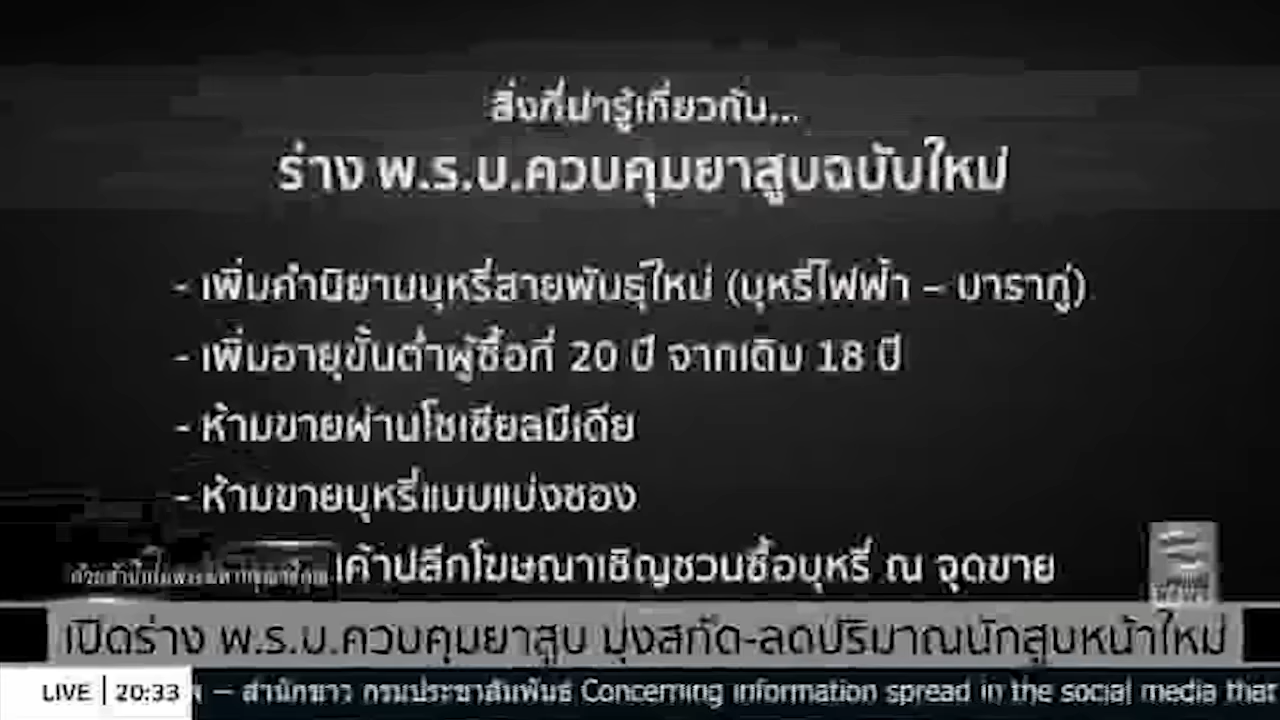 สิ่งที่น่ารู้เกี่ยวกับ...
ร่าง พ.ร.บ.ควบคุมยาสูบฉบับใหม่
- เพิ่มคำนิยามบุหรี่สายพันธุ์ใหม่ (บุหรี่ไฟฟ้า – บารากู่)
- เพิ่มอายุขั้นต่ำผู้ซื้อที่ 20 ปี จากเดิม 18 ปี
- ห้ามขายผ่านโซเชียลมีเดีย
- ห้ามขายบุหรี่แบบแบ่งซอง
ค้าปลีกโฆษณาเชิญชวนซื้อบุหรี่ ณ จุดขาย
เปิดร่าง พ.ร.บ.ควบคุมยาสูบ มุ่งสกัด-ลดปริมาณนักสูบหน้าใหม่
LIVE 20:33 — สำนักข่าว กรมประชาสัมพันธ์ Concerning information spread in the social media that